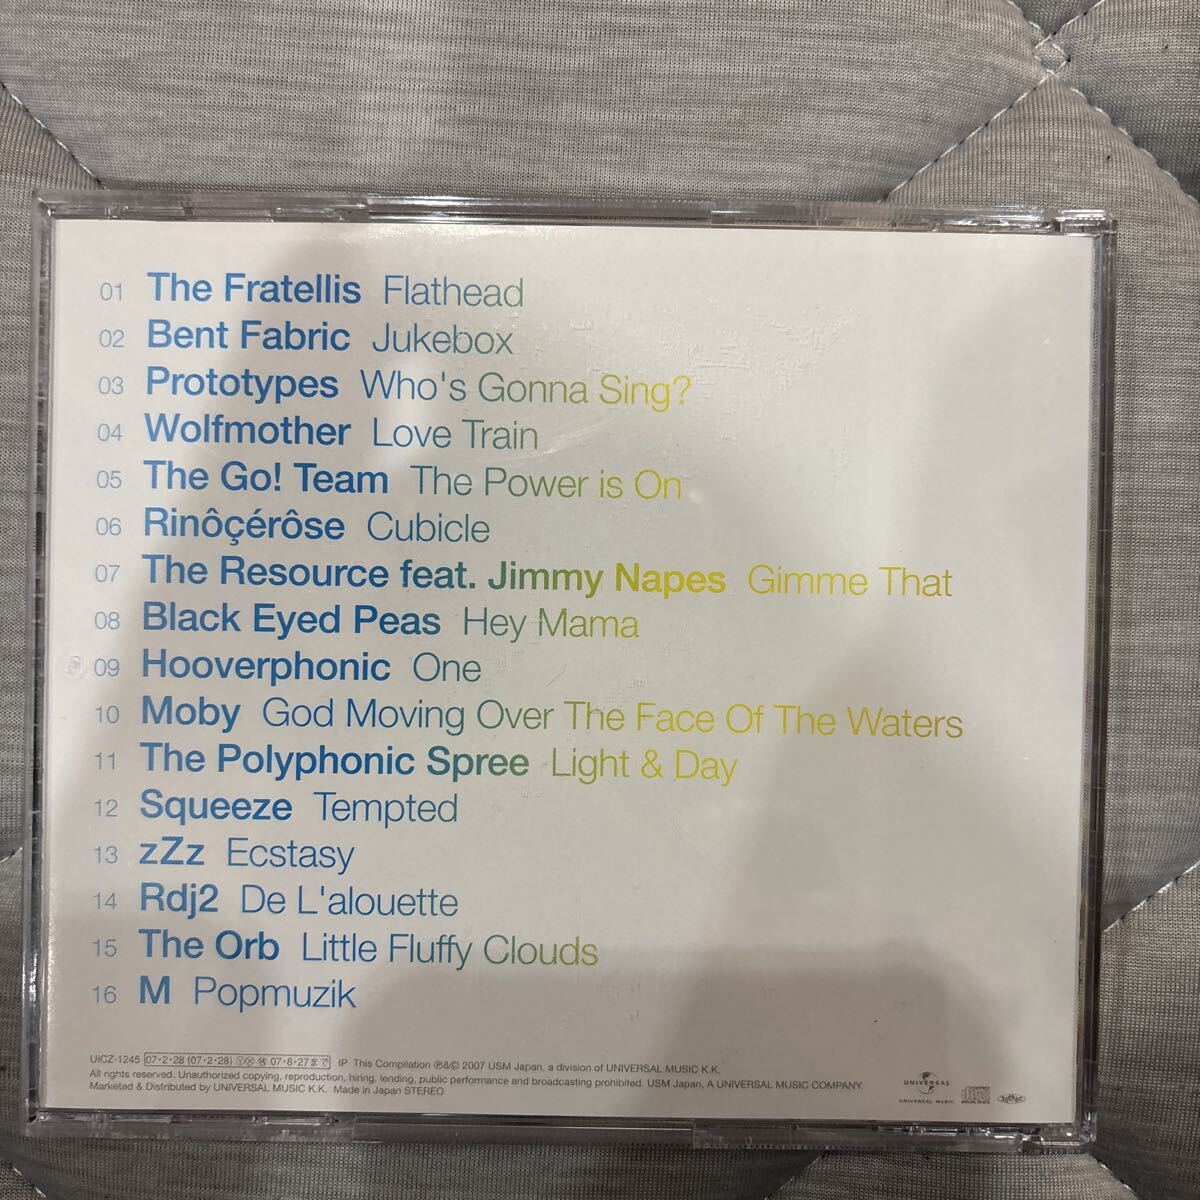 01 The Fratellis Flathead
02 Bent Fabric Jukebox
03 Prototypes Who's Gonna Sing?
04 Wolfmother Love Train
05 The Go! Team The Power is On
06 Rinôçérôse Cubicle
07 The Resource feat. Jimmy Napes Gimme That
08 Black Eyed Peas Hey Mama
09 Hooverphonic One
10 Moby God Moving Over The Face Of The Waters
11 The Polyphonic Spree Light & Day
12 Squeeze Tempted
13 zZz Ecstasy
14 Rdj2 De L'alouette
15 The Orb Little Fluffy Clouds
16 M Popmuzik
UICZ-1245 07・2・28 (07・2・28) 07・8・27まで IP This Compilation ℗&© 2007 USM Japan, a division of UNIVERSAL MUSIC K.K.
All rights reserved. Unauthorized copying, reproduction, hiring, lending, public performance and broadcasting prohibited. USM Japan, A UNIVERSAL MUSIC COMPANY.
Marketed & Distributed by UNIVERSAL MUSIC K.K. Made in Japan STEREO
UNIVERSAL
UNIVERSAL MUSIC